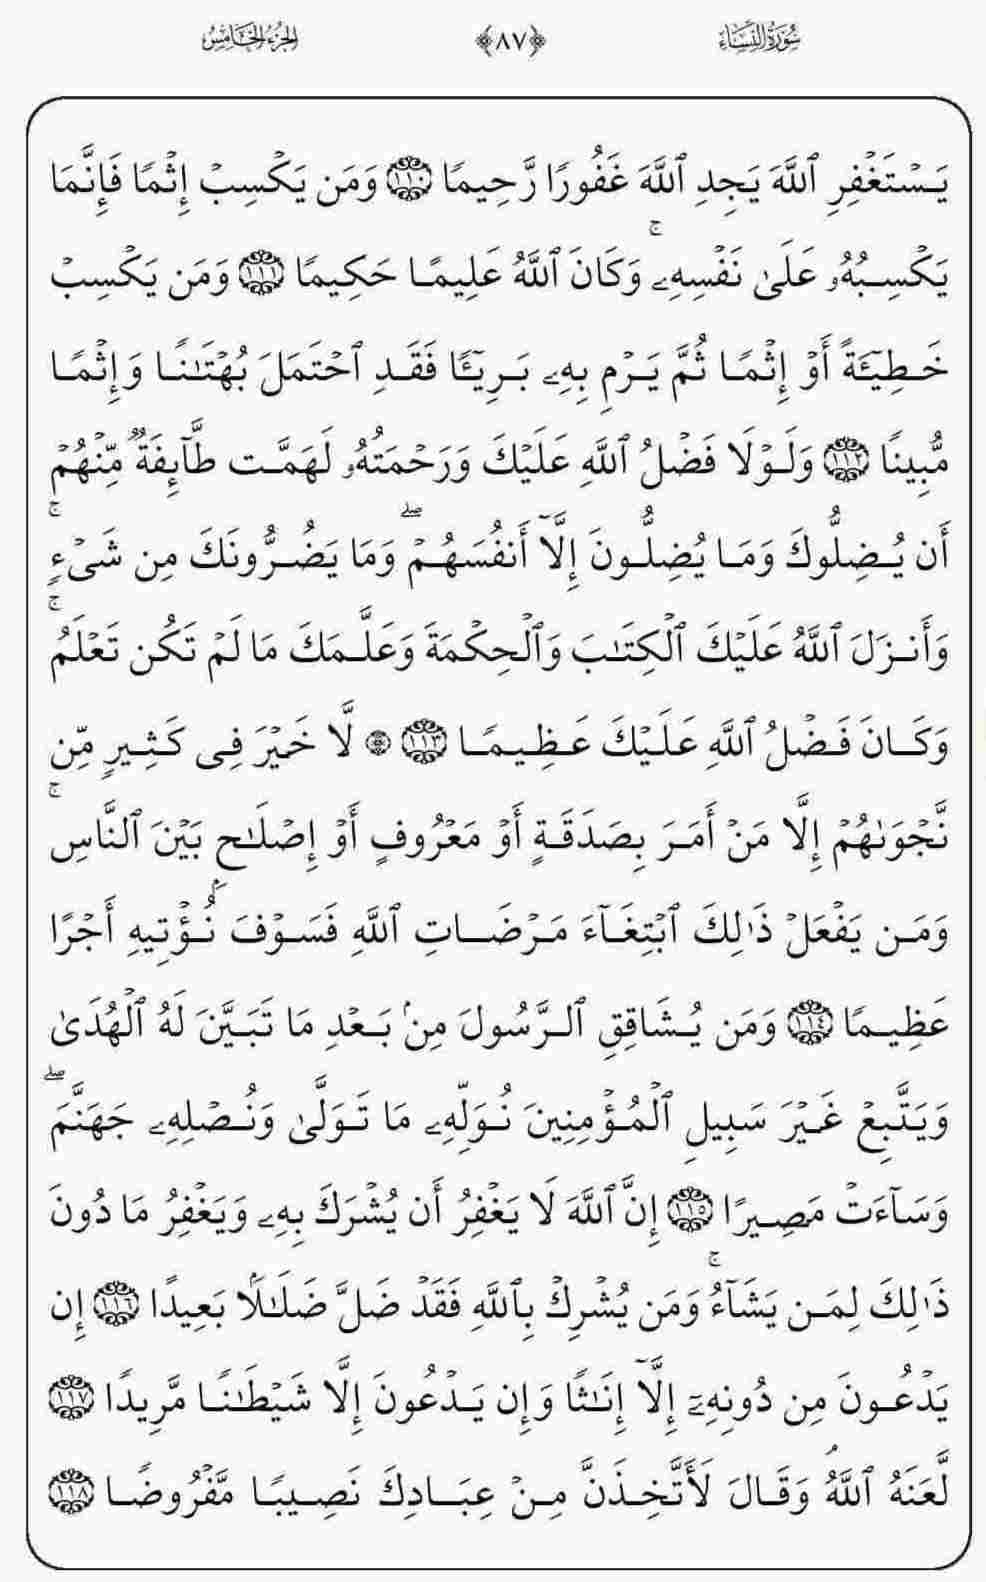 سُورَةُ النِّسَاءِ ﴿٨٧﴾ الجُزْءُ الخَامِسُ
يَسۡتَغۡفِرِ ٱللَّهَ يَجِدِ ٱللَّهَ غَفُورٗا رَّحِيمٗا ١١٠ وَمَن يَكۡسِبۡ إِثۡمٗا فَإِنَّمَا
يَكۡسِبُهُۥ عَلَىٰ نَفۡسِهِۦۚ وَكَانَ ٱللَّهُ عَلِيمًا حَكِيمٗا ١١١ وَمَن يَكۡسِبۡ
خَطِيٓـَٔةً أَوۡ إِثۡمٗا ثُمَّ يَرۡمِ بِهِۦ بَرِيٓـٔٗا فَقَدِ ٱحۡتَمَلَ بُهۡتَٰنٗا وَإِثۡمٗا
مُّبِينٗا ١١٢ وَلَوۡلَا فَضۡلُ ٱللَّهِ عَلَيۡكَ وَرَحۡمَتُهُۥ لَهَمَّت طَّآئِفَةٞ مِّنۡهُمۡ
أَن يُضِلُّوكَ وَمَا يُضِلُّونَ إِلَّآ أَنفُسَهُمۡۖ وَمَا يَضُرُّونَكَ مِن شَيۡءٖۚ
وَأَنزَلَ ٱللَّهُ عَلَيۡكَ ٱلۡكِتَٰبَ وَٱلۡحِكۡمَةَ وَعَلَّمَكَ مَا لَمۡ تَكُن تَعۡلَمُۚ
وَكَانَ فَضۡلُ ٱللَّهِ عَلَيۡكَ عَظِيمٗا ١١٣ ۞ لَّا خَيۡرَ فِي كَثِيرٖ مِّن
نَّجۡوَىٰهُمۡ إِلَّا مَنۡ أَمَرَ بِصَدَقَةٍ أَوۡ مَعۡرُوفٍ أَوۡ إِصۡلَٰحِۭ بَيۡنَ ٱلنَّاسِۚ
وَمَن يَفۡعَلۡ ذَٰلِكَ ٱبۡتِغَآءَ مَرۡضَاتِ ٱللَّهِ فَسَوۡفَ نُؤۡتِيهِ أَجۡرًا
عَظِيمٗا ١١٤ وَمَن يُشَاقِقِ ٱلرَّسُولَ مِنۢ بَعۡدِ مَا تَبَيَّنَ لَهُ ٱلۡهُدَىٰ
وَيَتَّبِعۡ غَيۡرَ سَبِيلِ ٱلۡمُؤۡمِنِينَ نُوَلِّهِۦ مَا تَوَلَّىٰ وَنُصۡلِهِۦ جَهَنَّمَۖ
وَسَآءَتۡ مَصِيرًا ١١٥ إِنَّ ٱللَّهَ لَا يَغۡفِرُ أَن يُشۡرَكَ بِهِۦ وَيَغۡفِرُ مَا دُونَ
ذَٰلِكَ لِمَن يَشَآءُۚ وَمَن يُشۡرِكۡ بِٱللَّهِ فَقَدۡ ضَلَّ ضَلَٰلَۢا بَعِيدًا ١١٦ إِن
يَدۡعُونَ مِن دُونِهِۦٓ إِلَّآ إِنَٰثٗا وَإِن يَدۡعُونَ إِلَّا شَيۡطَٰنٗا مَّرِيدٗا ١١٧
لَّعَنَهُ ٱللَّهُۘ وَقَالَ لَأَتَّخِذَنَّ مِنۡ عِبَادِكَ نَصِيبٗا مَّفۡرُوضٗا ١١٨